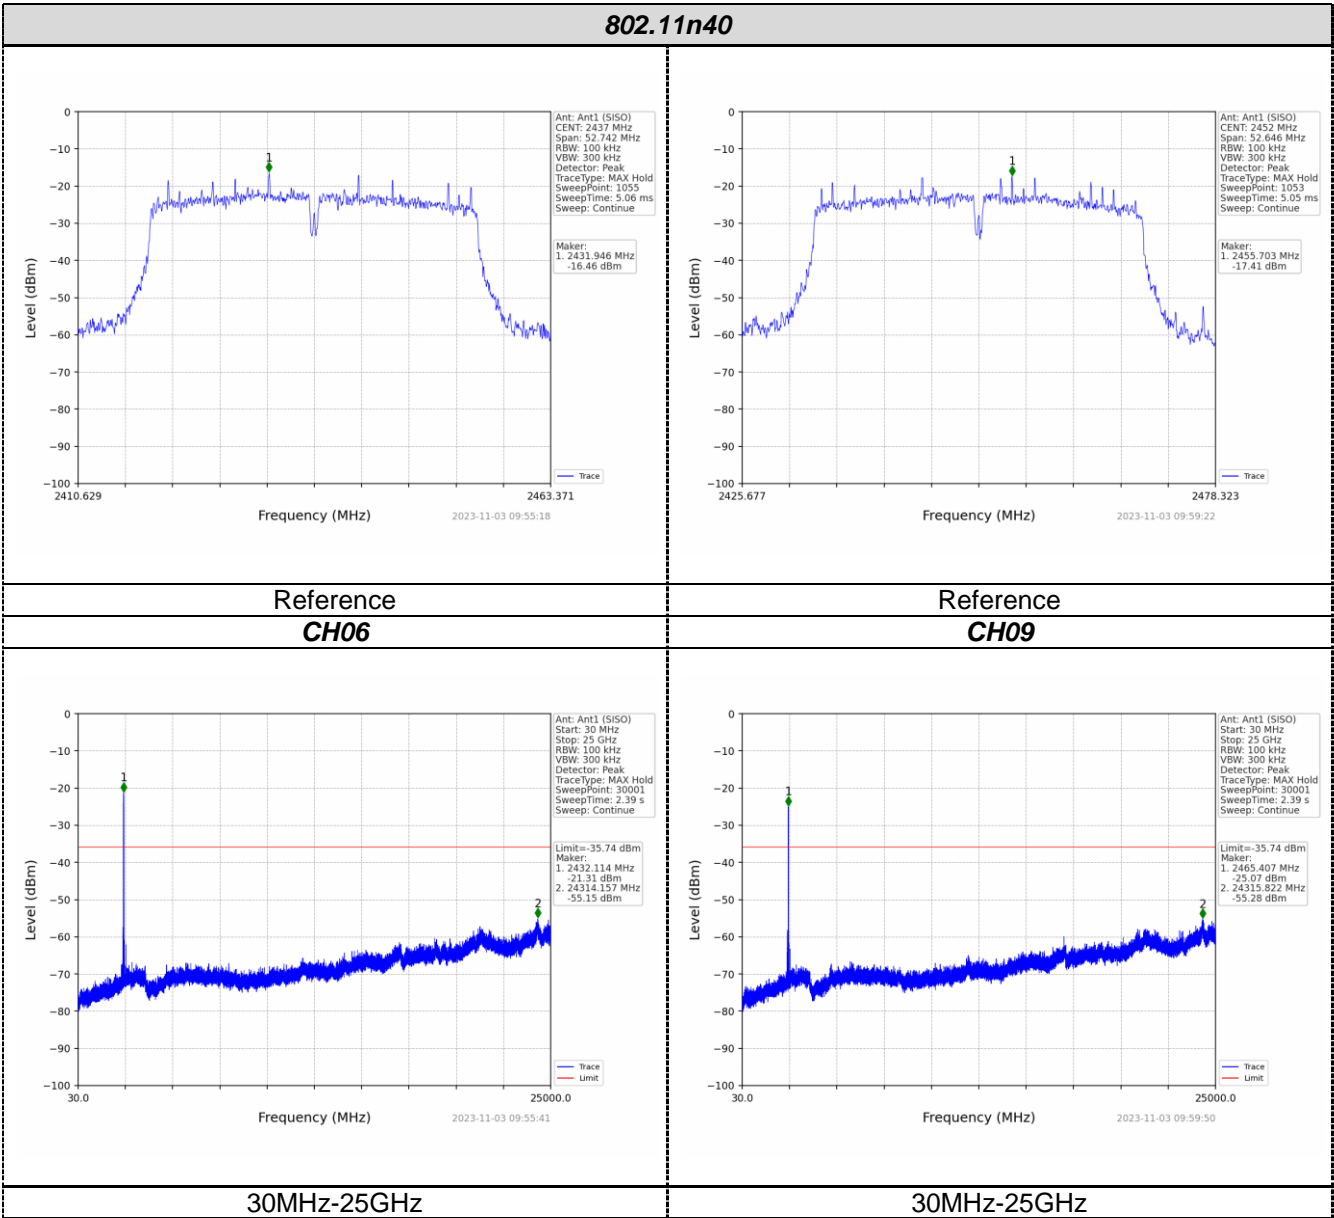 802.11n40
0
−10
−20
−30
−40
−50
−60
−70
−80
−90
−100
Level (dBm)
1
2410.629
2463.371
Frequency (MHz)
2023-11-03 09:55:18
Ant: Ant1 (SISO)
CENT: 2437 MHz
Span: 52.742 MHz
RBW: 100 kHz
VBW: 300 kHz
Detector: Peak
TraceType: MAX Hold
SweepPoint: 1055
SweepTime: 5.06 ms
Sweep: Continue
Maker:
1. 2431.946 MHz
-16.46 dBm
Trace
0
−10
−20
−30
−40
−50
−60
−70
−80
−90
−100
Level (dBm)
1
2425.677
2478.323
Frequency (MHz)
2023-11-03 09:59:22
Ant: Ant1 (SISO)
CENT: 2452 MHz
Span: 52.646 MHz
RBW: 100 kHz
VBW: 300 kHz
Detector: Peak
TraceType: MAX Hold
SweepPoint: 1053
SweepTime: 5.05 ms
Sweep: Continue
Maker:
1. 2455.703 MHz
-17.41 dBm
Trace
Reference
Reference
CH06
CH09
0
−10
−20
−30
−40
−50
−60
−70
−80
−90
−100
Level (dBm)
1
2
30.0
25000.0
Frequency (MHz)
2023-11-03 09:55:41
Ant: Ant1 (SISO)
Start: 30 MHz
Stop: 25 GHz
RBW: 100 kHz
VBW: 300 kHz
Detector: Peak
TraceType: MAX Hold
SweepPoint: 30001
SweepTime: 2.39 s
Sweep: Continue
Limit=-35.74 dBm
Maker:
1. 2432.114 MHz
-21.31 dBm
2. 24314.157 MHz
-55.15 dBm
Trace
Limit
0
−10
−20
−30
−40
−50
−60
−70
−80
−90
−100
Level (dBm)
1
2
30.0
25000.0
Frequency (MHz)
2023-11-03 09:59:50
Ant: Ant1 (SISO)
Start: 30 MHz
Stop: 25 GHz
RBW: 100 kHz
VBW: 300 kHz
Detector: Peak
TraceType: MAX Hold
SweepPoint: 30001
SweepTime: 2.39 s
Sweep: Continue
Limit=-35.74 dBm
Maker:
1. 2465.407 MHz
-25.07 dBm
2. 24315.822 MHz
-55.28 dBm
Trace
Limit
30MHz-25GHz
30MHz-25GHz